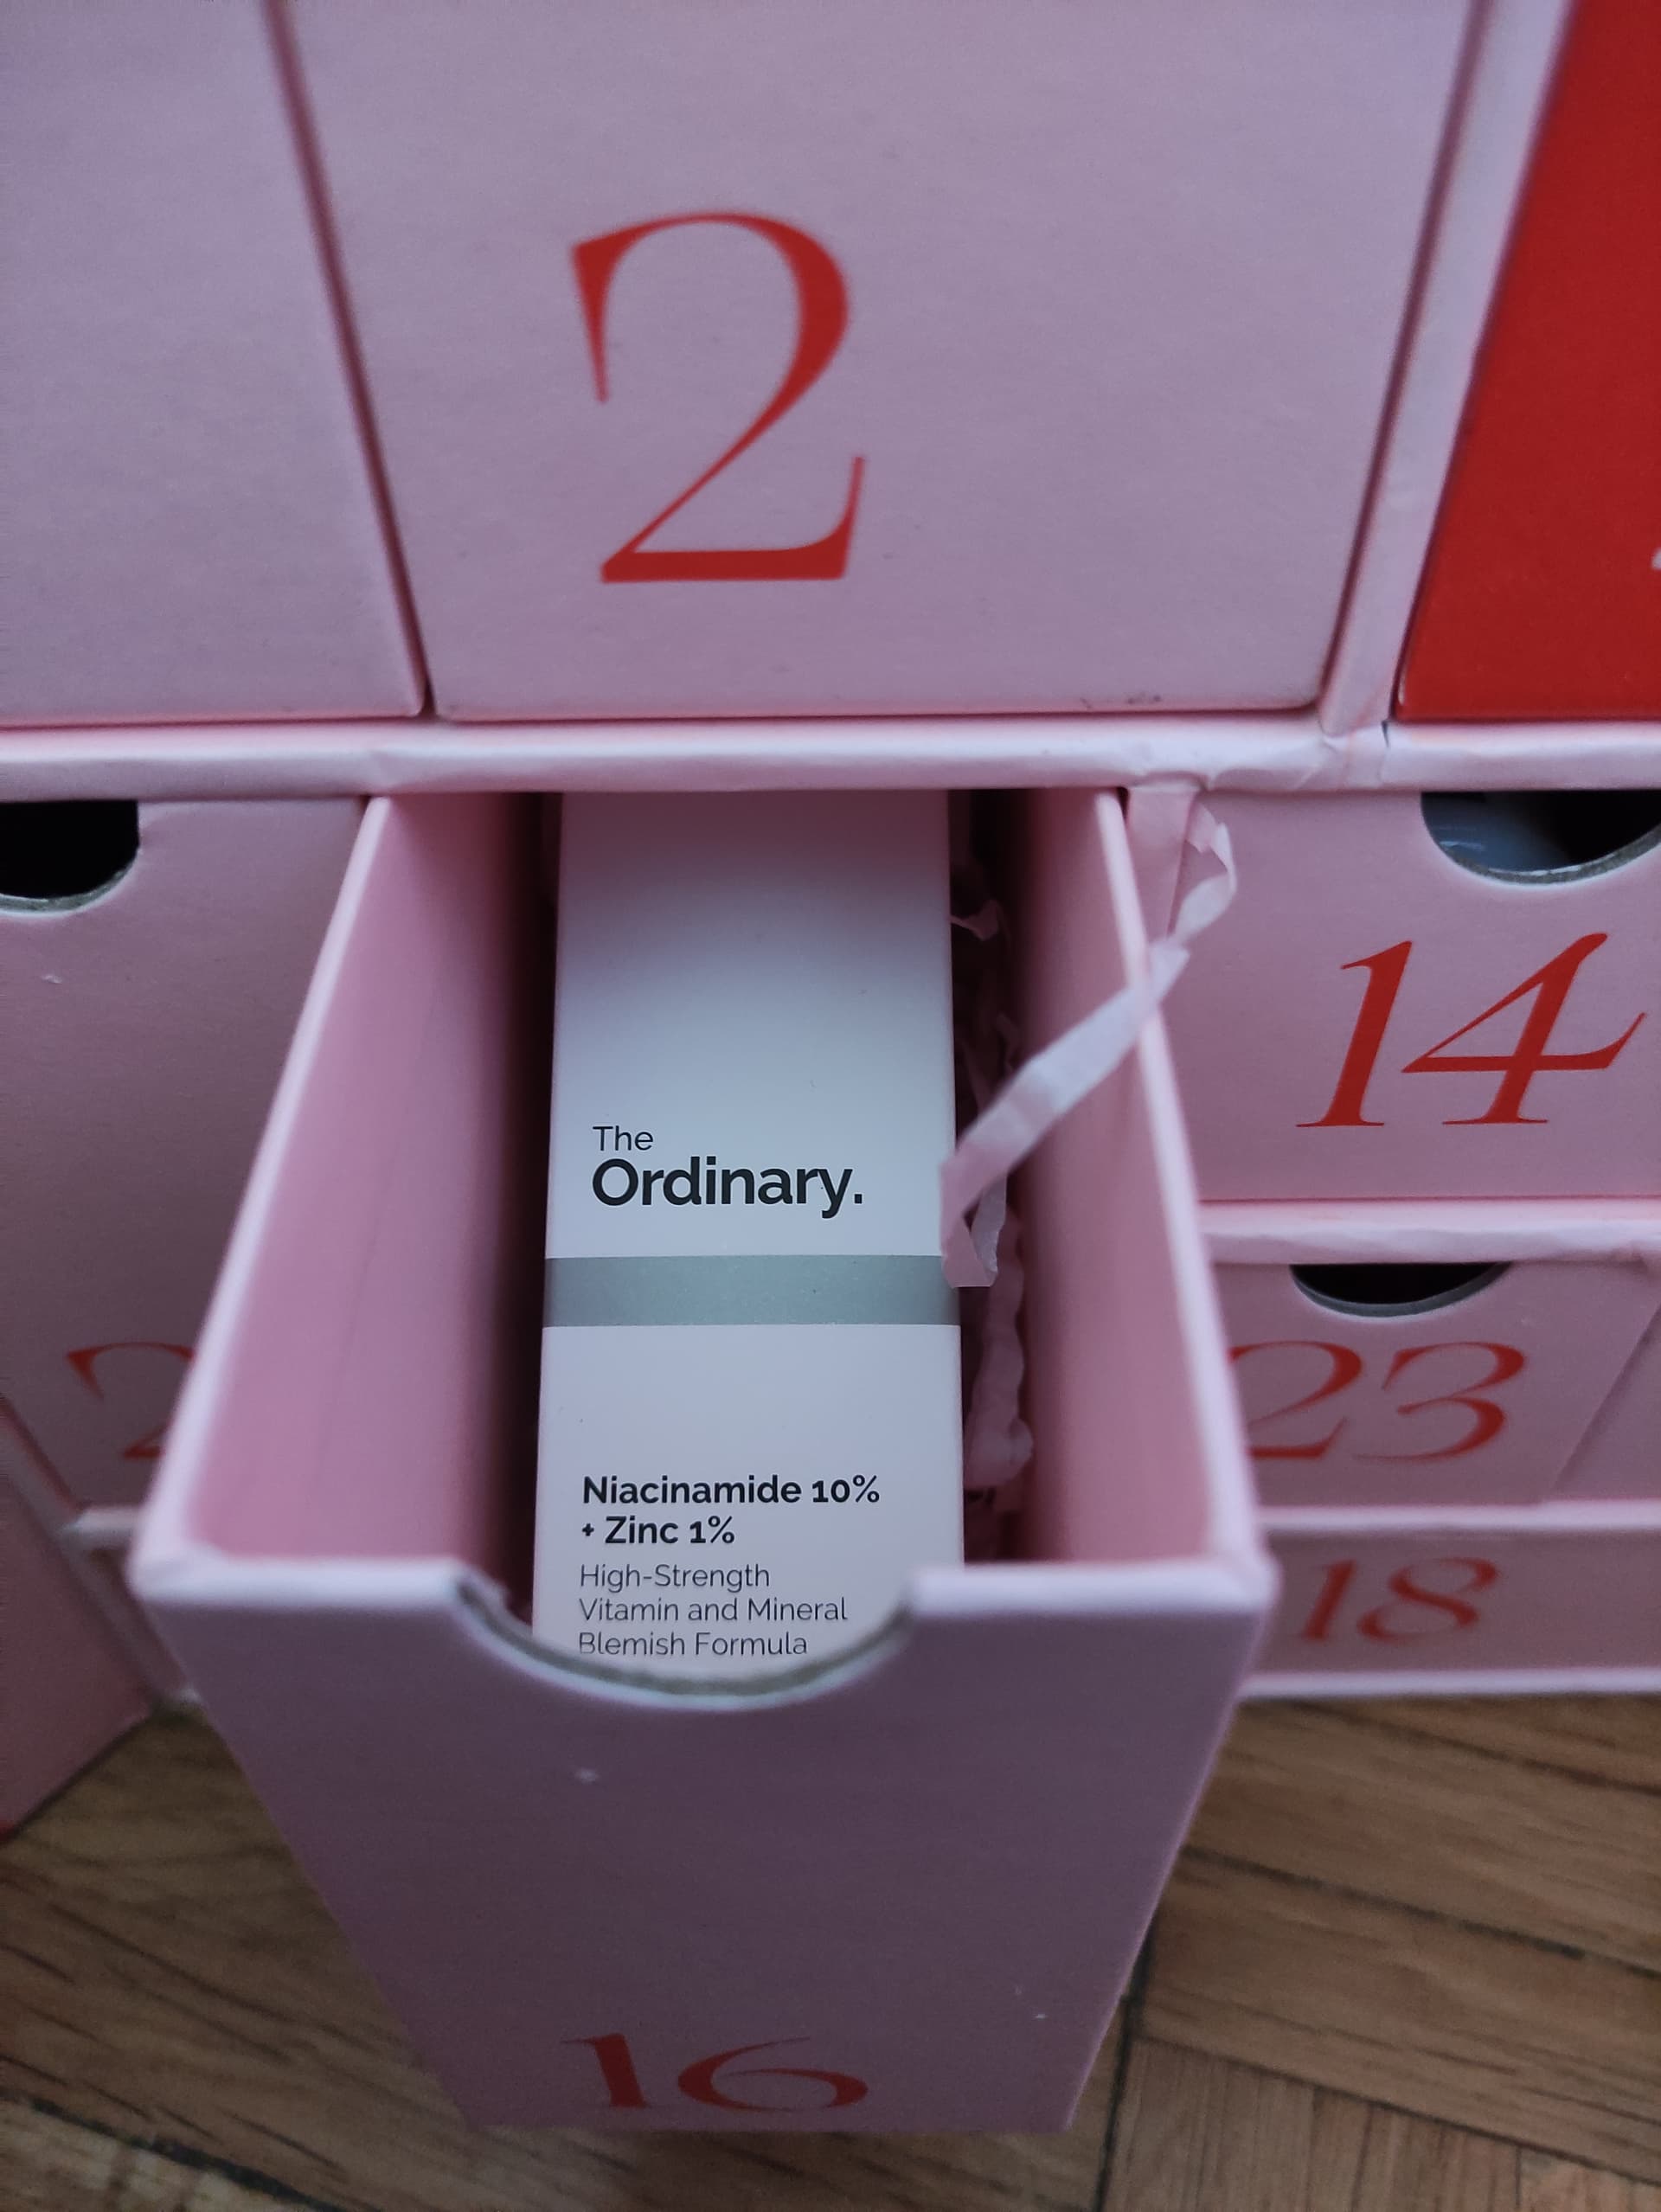 2
The
Ordinary.
14
Niacinamide 10%
+ Zinc 1%
High-Strength
Vitamin and Mineral
Blemish Formula
23
18
16